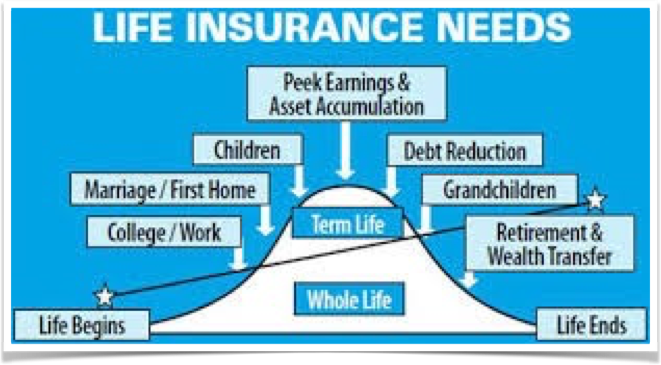 LIFE INSURANCE NEEDS
Peek Earnings &
Asset Accumulation
Children
Debt Reduction
Marriage / First Home
Grandchildren
College / Work
Term Life
Retirement &
Wealth Transfer
Whole Life
Life Begins
Life Ends